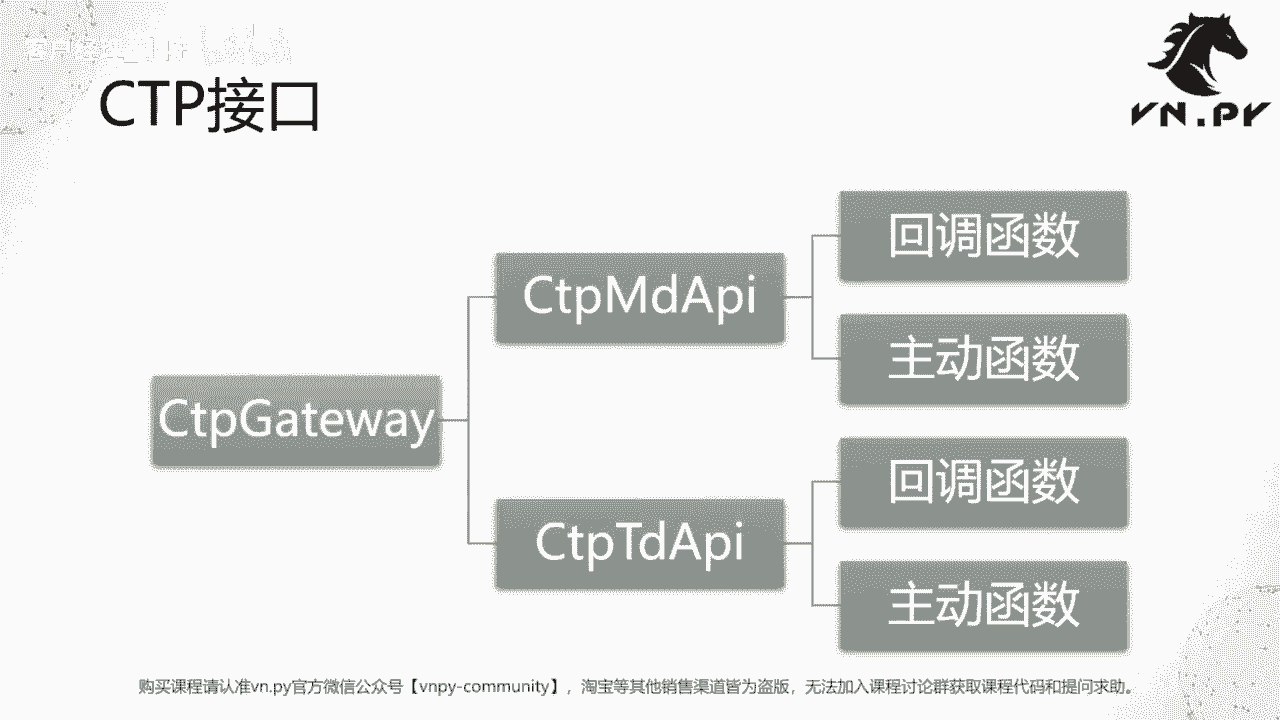 CTP接口
VN.PY
回调函数
CtpMdApi
主动函数
CtpGateway
回调函数
CtpTdApi
主动函数
购买课程请认准vn.py官方微信公众号【vnpy-community】，淘宝等其他销售渠道皆为盗版，无法加入课程讨论群获取课程代码和提问求助。